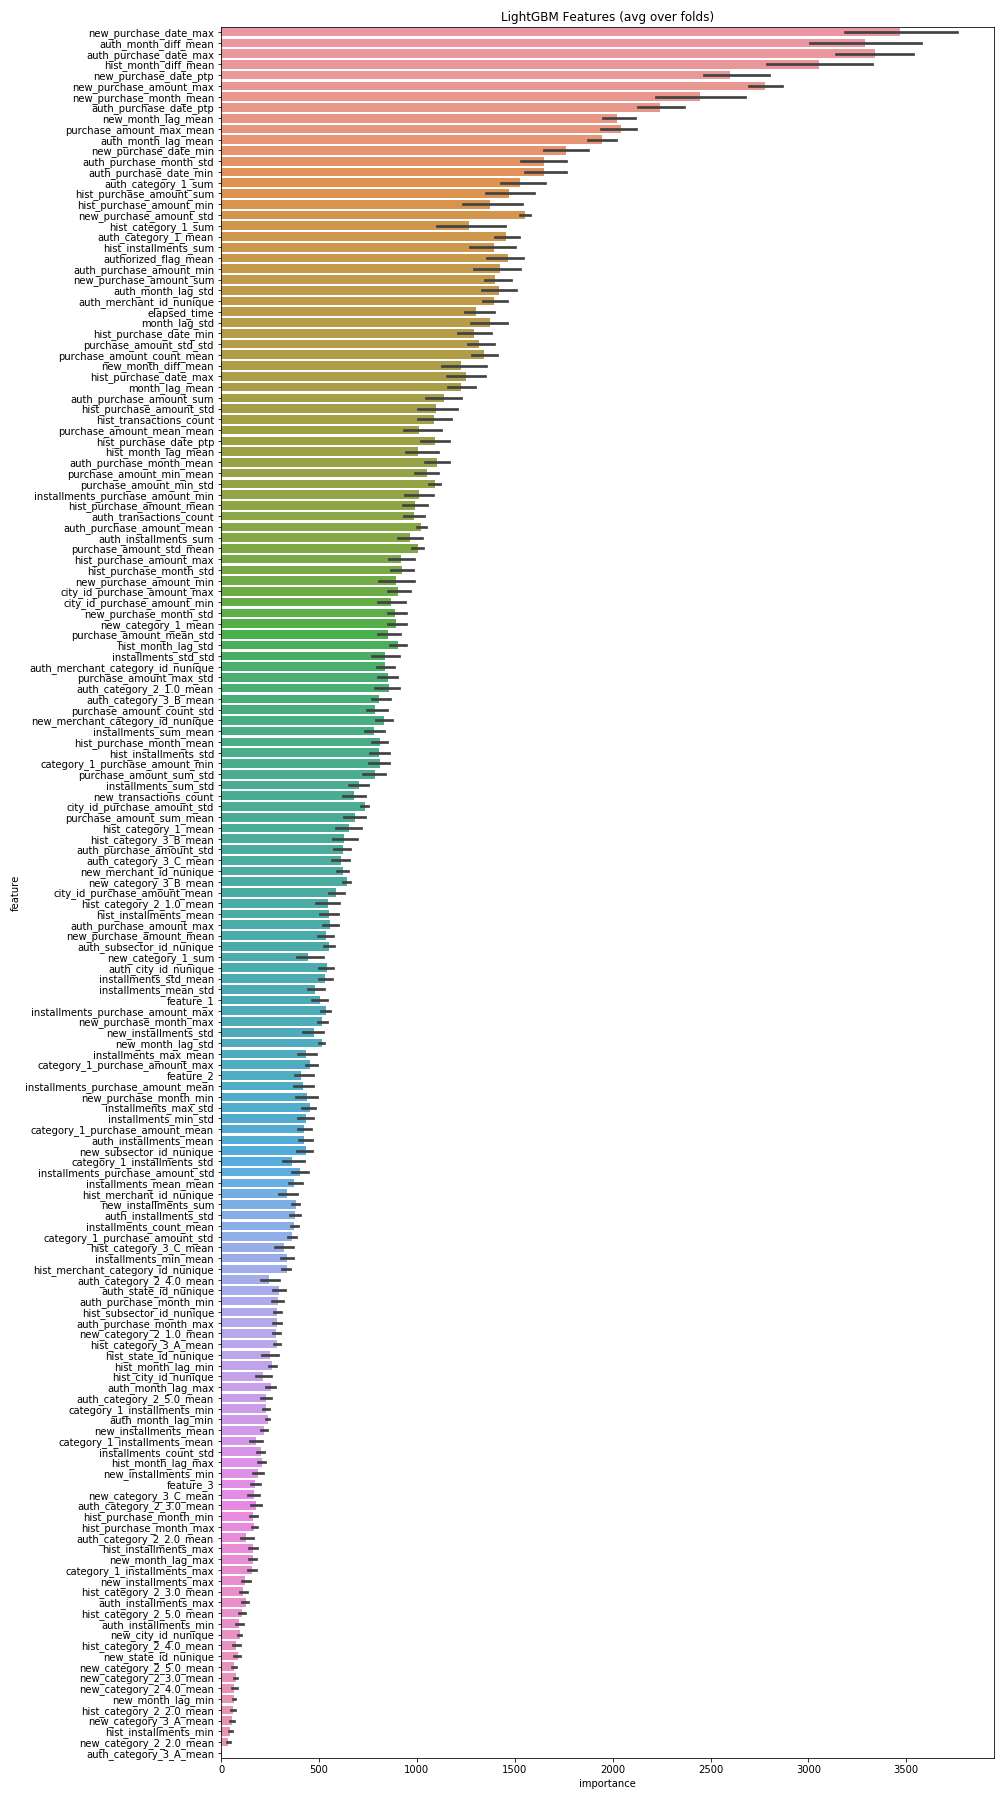 LightGBM Features (avg over folds)
new_purchase_date_max
auth_month_diff_mean
auth_purchase_date_max
hist_month_diff_mean
new_purchase_date_ptp
new_purchase_amount_max
new_purchase_month_mean
auth_purchase_date_ptp
new_month_lag_mean
purchase_amount_max_mean
auth_month_lag_mean
new_purchase_date_min
auth_purchase_month_std
auth_purchase_date_min
auth_category_1_sum
hist_purchase_amount_sum
hist_purchase_amount_min
new_purchase_amount_std
hist_category_1_sum
auth_category_1_mean
hist_installments_sum
authorized_flag_mean
auth_purchase_amount_min
new_purchase_amount_sum
auth_month_lag_std
auth_merchant_id_nunique
elapsed_time
month_lag_std
hist_purchase_date_min
purchase_amount_std_std
purchase_amount_count_mean
new_month_diff_mean
hist_purchase_date_max
month_lag_mean
auth_purchase_amount_sum
hist_purchase_amount_std
hist_transactions_count
purchase_amount_mean_mean
hist_purchase_date_ptp
hist_month_lag_mean
auth_purchase_month_mean
purchase_amount_min_mean
purchase_amount_min_std
installments_purchase_amount_min
hist_purchase_amount_mean
auth_transactions_count
auth_purchase_amount_mean
auth_installments_sum
purchase_amount_std_mean
hist_purchase_amount_max
hist_purchase_month_std
new_purchase_amount_min
city_id_purchase_amount_max
city_id_purchase_amount_min
new_purchase_month_std
new_category_1_mean
purchase_amount_mean_std
hist_month_lag_std
installments_std_std
auth_merchant_category_id_nunique
purchase_amount_max_std
auth_category_2_1.0_mean
auth_category_3_B_mean
purchase_amount_count_std
new_merchant_category_id_nunique
installments_sum_mean
hist_purchase_month_mean
hist_installments_std
category_1_purchase_amount_min
purchase_amount_sum_std
installments_sum_std
new_transactions_count
city_id_purchase_amount_std
purchase_amount_sum_mean
hist_category_1_mean
hist_category_3_B_mean
auth_purchase_amount_std
auth_category_3_C_mean
new_merchant_id_nunique
new_category_3_B_mean
city_id_purchase_amount_mean
hist_category_2_1.0_mean
hist_installments_mean
auth_purchase_amount_max
new_purchase_amount_mean
auth_subsector_id_nunique
new_category_1_sum
auth_city_id_nunique
installments_std_mean
installments_mean_std
feature_1
installments_purchase_amount_max
new_purchase_month_max
new_installments_std
new_month_lag_std
installments_max_mean
category_1_purchase_amount_max
feature_2
installments_purchase_amount_mean
new_purchase_month_min
installments_max_std
installments_min_std
category_1_purchase_amount_mean
auth_installments_mean
new_subsector_id_nunique
category_1_installments_std
installments_purchase_amount_std
installments_mean_mean
hist_merchant_id_nunique
new_installments_sum
auth_installments_std
installments_count_mean
category_1_purchase_amount_std
hist_category_3_C_mean
installments_min_mean
hist_merchant_category_id_nunique
auth_category_2_4.0_mean
auth_state_id_nunique
auth_purchase_month_min
hist_subsector_id_nunique
auth_purchase_month_max
new_category_2_1.0_mean
hist_category_3_A_mean
hist_state_id_nunique
hist_month_lag_min
hist_city_id_nunique
auth_month_lag_max
auth_category_2_5.0_mean
category_1_installments_min
auth_month_lag_min
new_installments_mean
category_1_installments_mean
installments_count_std
hist_month_lag_max
new_installments_min
feature_3
new_category_3_C_mean
auth_category_2_3.0_mean
hist_purchase_month_min
hist_purchase_month_max
auth_category_2_2.0_mean
hist_installments_max
new_month_lag_max
category_1_installments_max
new_installments_max
hist_category_2_3.0_mean
auth_installments_max
hist_category_2_5.0_mean
auth_installments_min
new_city_id_nunique
hist_category_2_4.0_mean
new_state_id_nunique
new_category_2_5.0_mean
new_category_2_3.0_mean
new_category_2_4.0_mean
new_month_lag_min
hist_category_2_2.0_mean
new_category_3_A_mean
hist_installments_min
new_category_2_2.0_mean
auth_category_3_A_mean
feature
0 500 1000 1500 2000 2500 3000 3500
importance